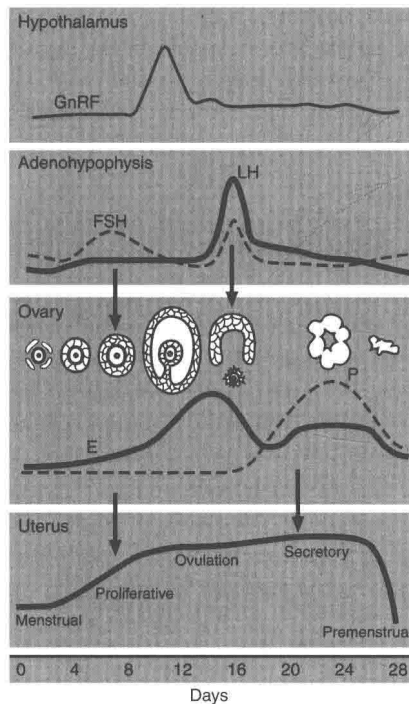 Hypothalamus
GnRF
Adenohypophysis
LH
FSH
Ovary
P
E
Uterus
Ovulation
Secretory
Proliferative
Menstrual
Premenstrual
0 4 8 12 16 20 24 28
Days